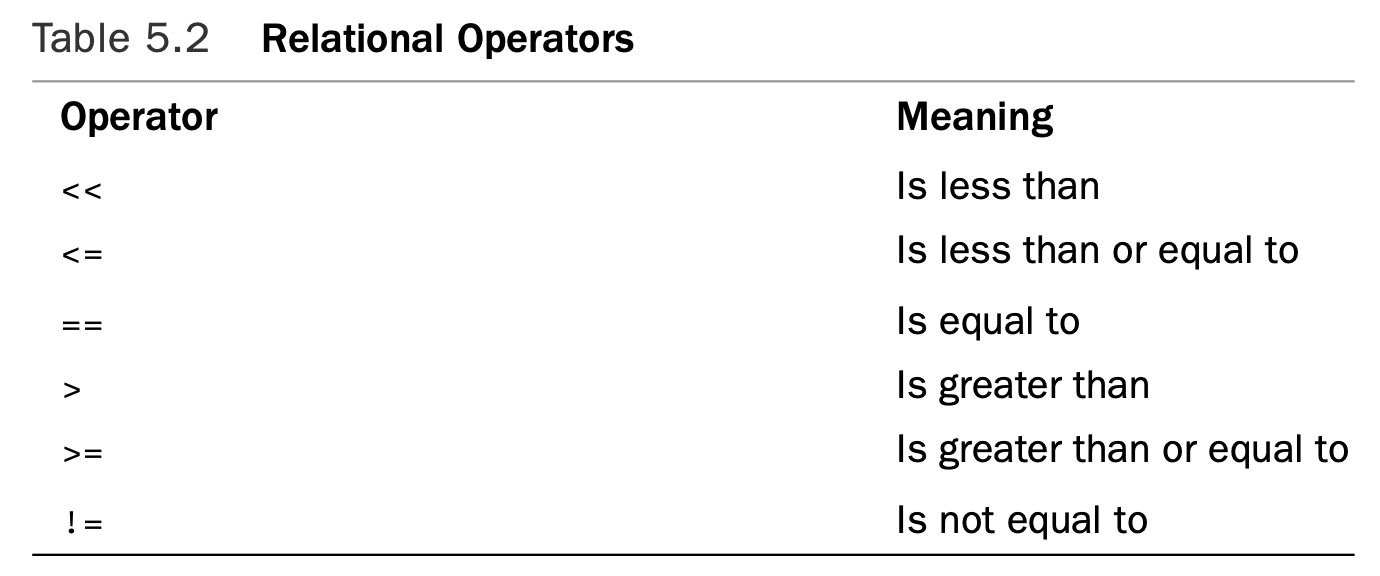 Table 5.2 Relational Operators
Operator Meaning
<< Is less than
<= Is less than or equal to
== Is equal to
> Is greater than
>= Is greater than or equal to
!= Is not equal to